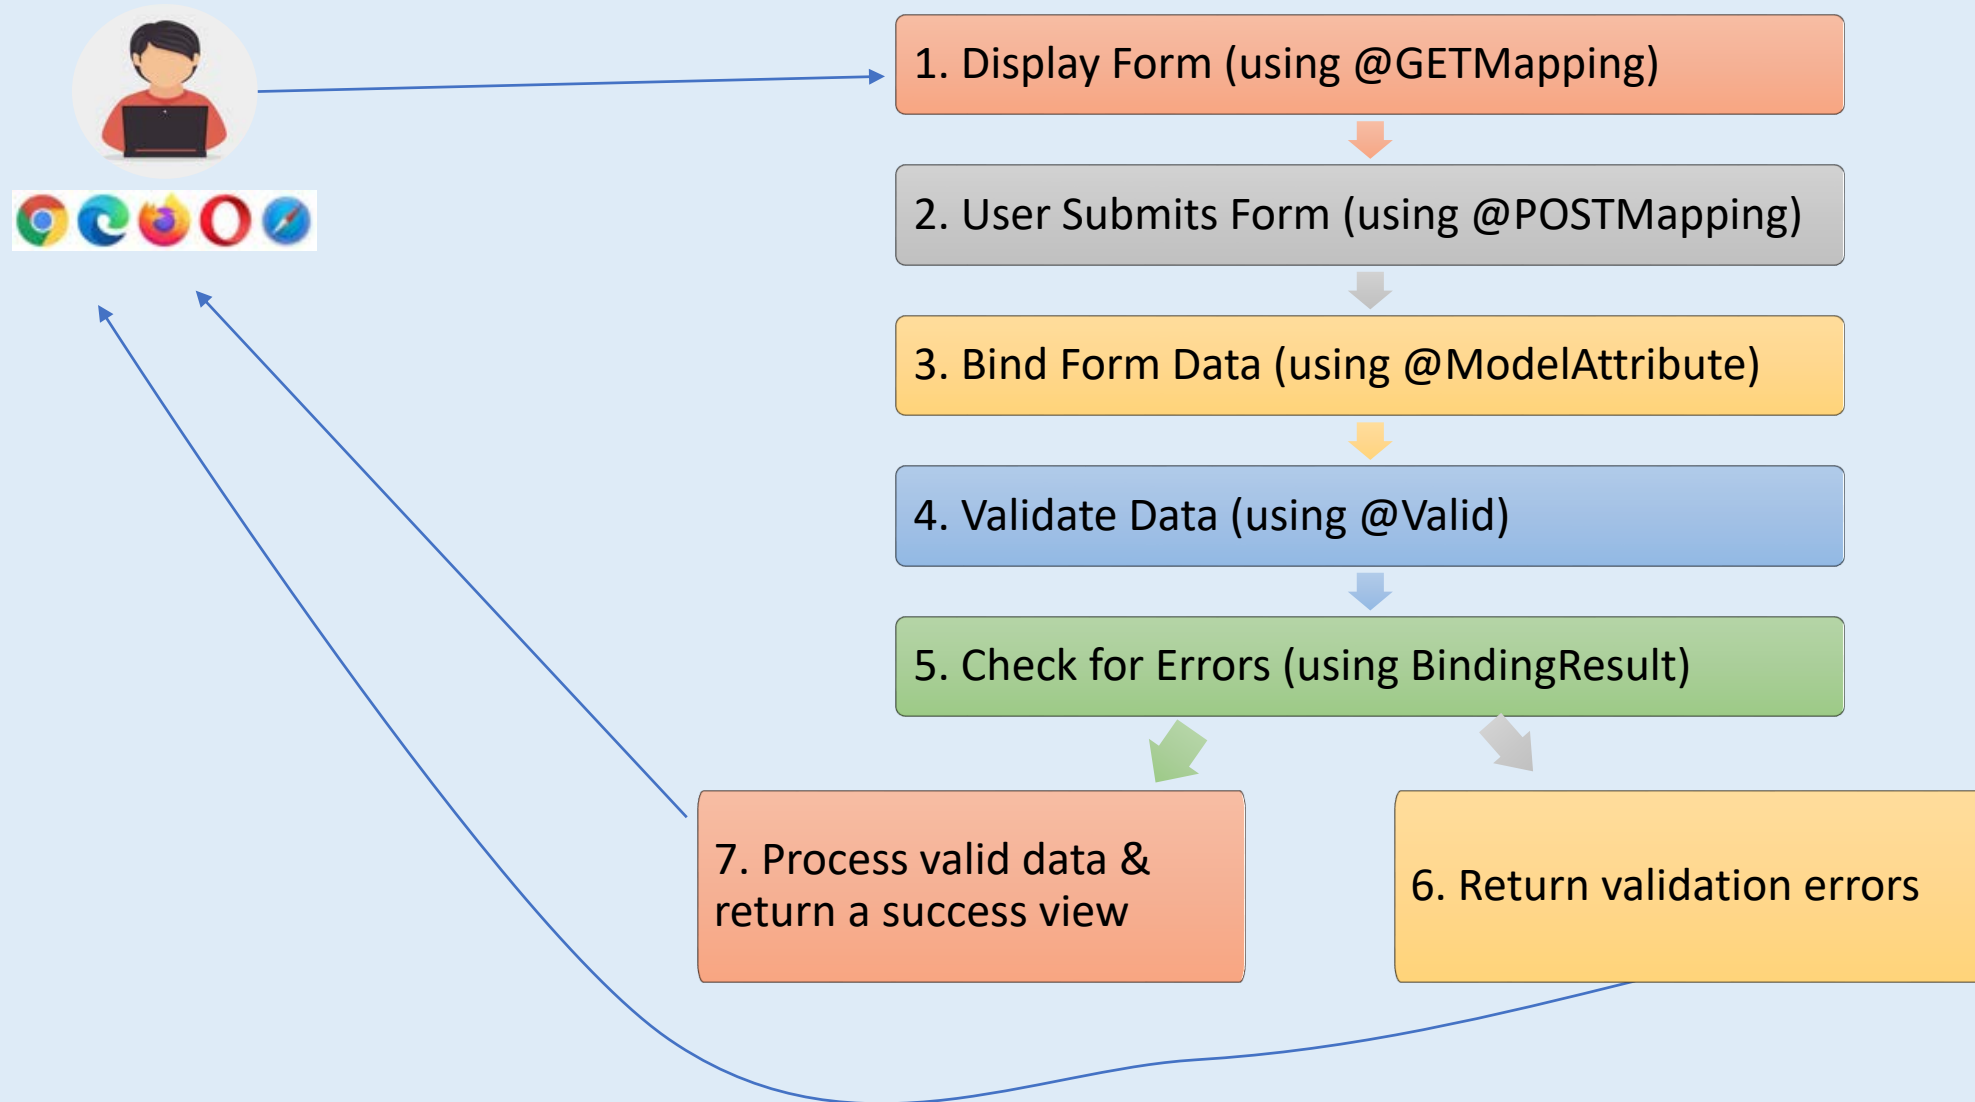 1. Display Form (using @GETMapping)
2. User Submits Form (using @POSTMapping)
3. Bind Form Data (using @ModelAttribute)
4. Validate Data (using @Valid)
5. Check for Errors (using BindingResult)
7. Process valid data &
return a success view
6. Return validation errors